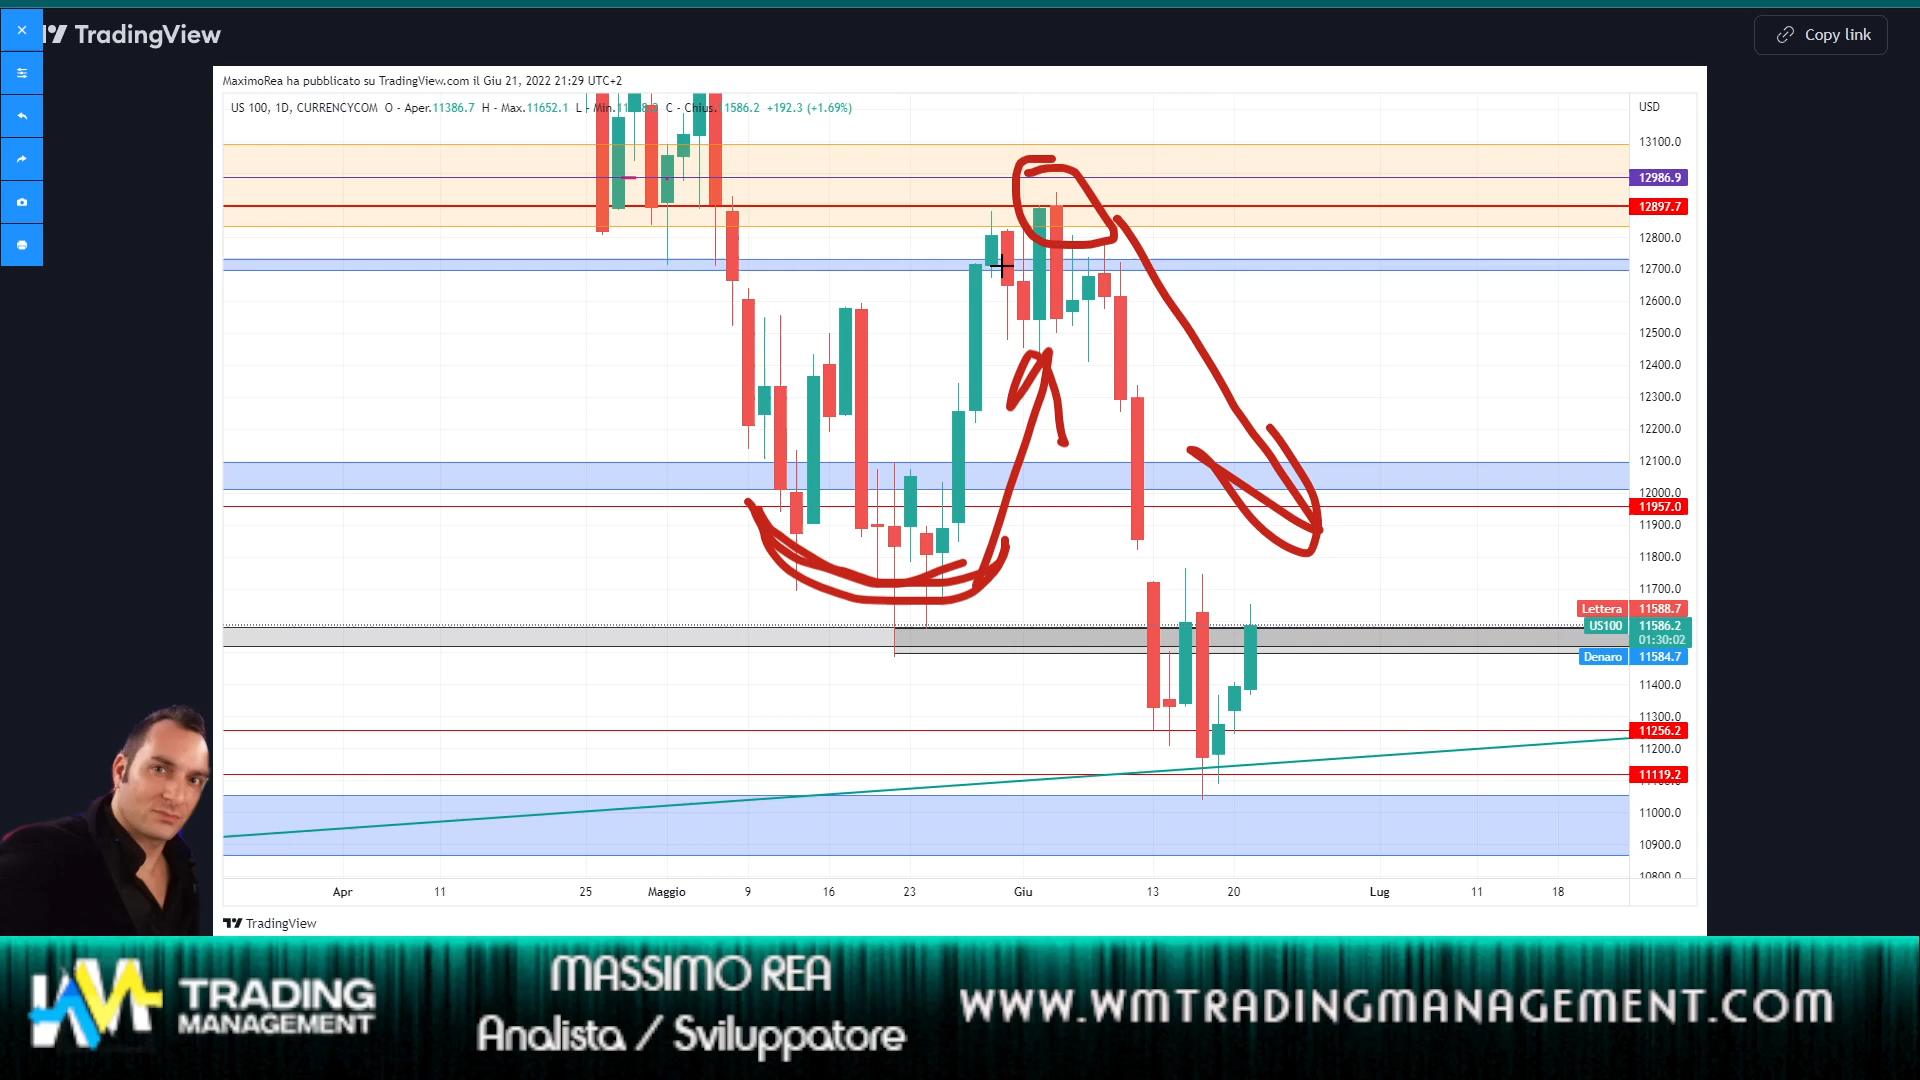 TradingView
Copy link
MaximoRea ha pubblicato su TradingView.com il Giu 21, 2022 21:29 UTC+2
US 100, 1D, CURRENCYCOM O - Aper.11386.7 H - Max.11652.1 L - Min. C - Chius. 1586.2 +192.3 (+1.69%)
USD
13100.0
12986.9
12897.7
12800.0
12700.0
12600.0
12500.0
12400.0
12300.0
12200.0
12100.0
12000.0
11957.0
11900.0
11800.0
11700.0
Lettera 11588.7
US100 11586.2
01:30:02
Denaro 11584.7
11400.0
11300.0
11256.2
11200.0
11119.2
11000.0
10900.0
10800.0
Apr 11 25 Maggio 9 16 23 Giu 13 20 Lug 11 18
TradingView
WM TRADING MANAGEMENT
MASSIMO REA
Analista / Sviluppatore
WWW.WMTRADINGMANAGEMENT.COM